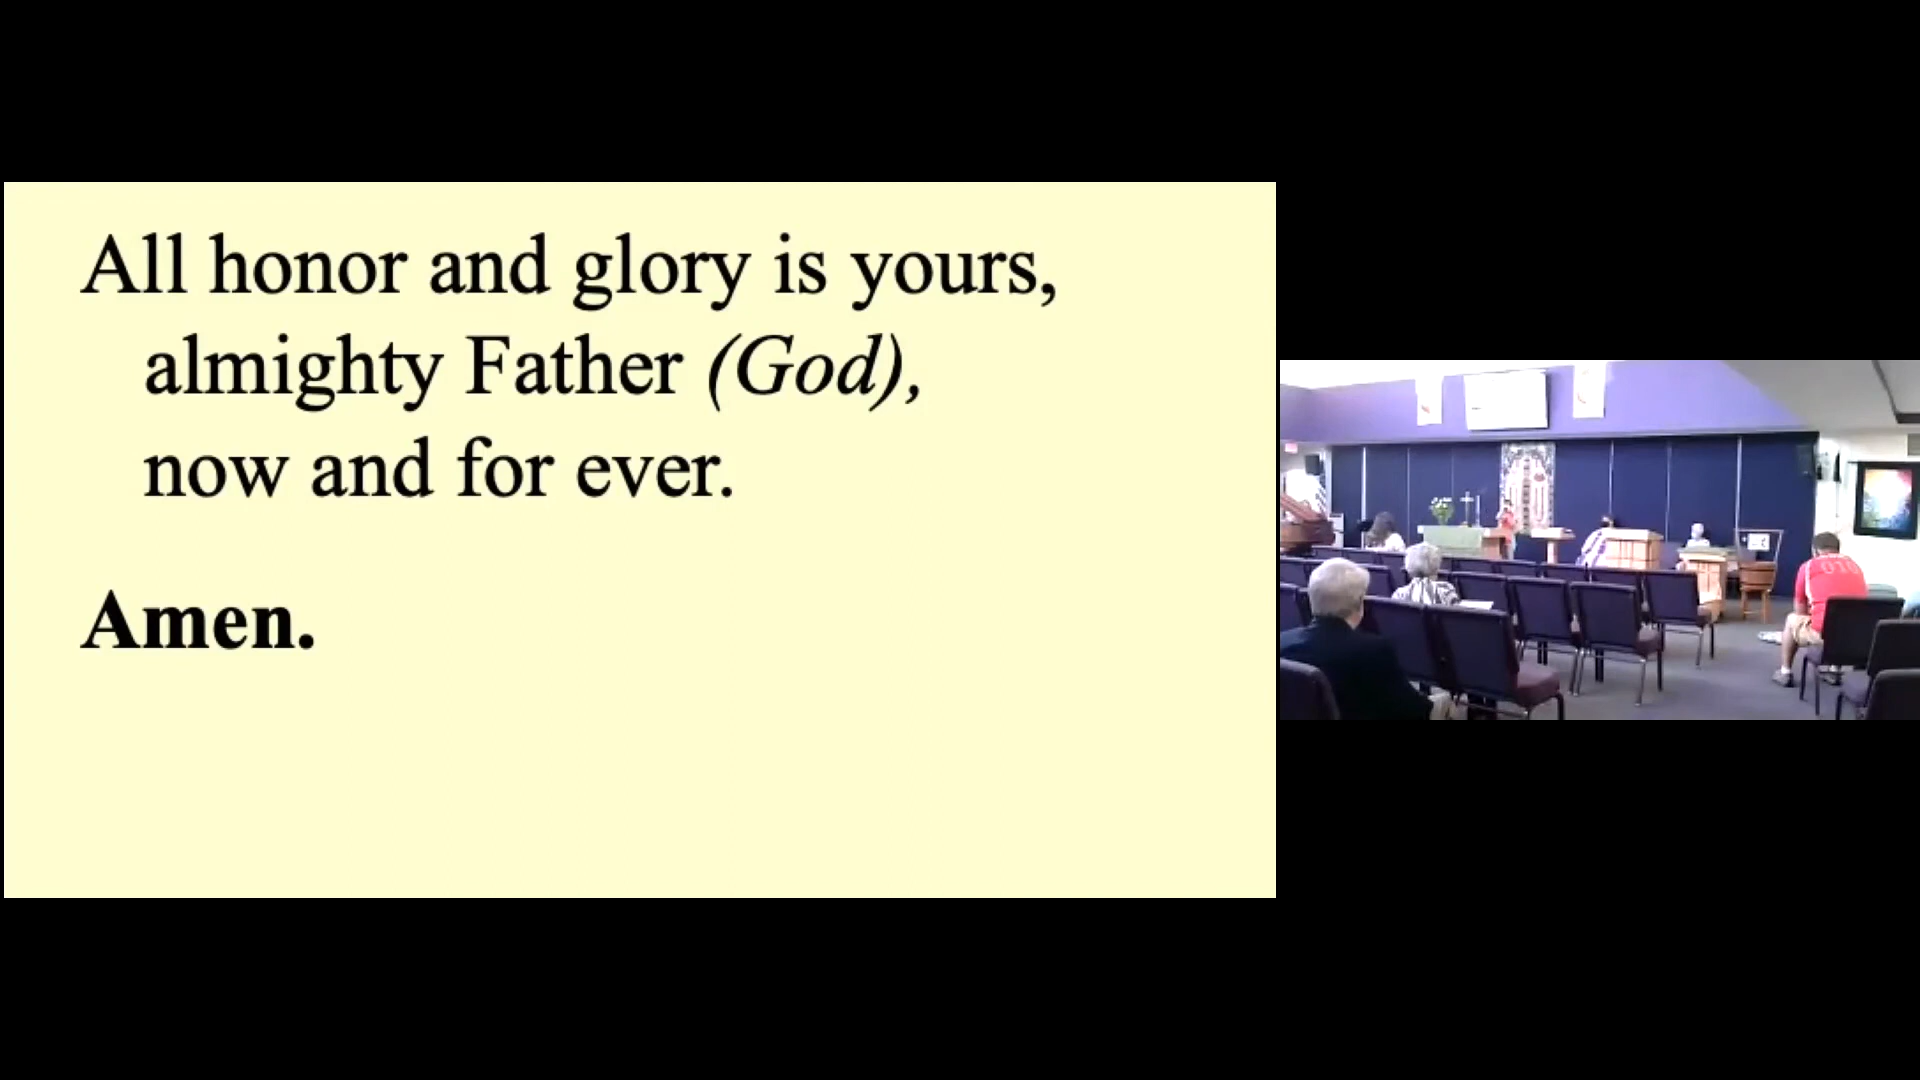 All honor and glory is yours,
almighty Father (God),
now and for ever.
Amen.